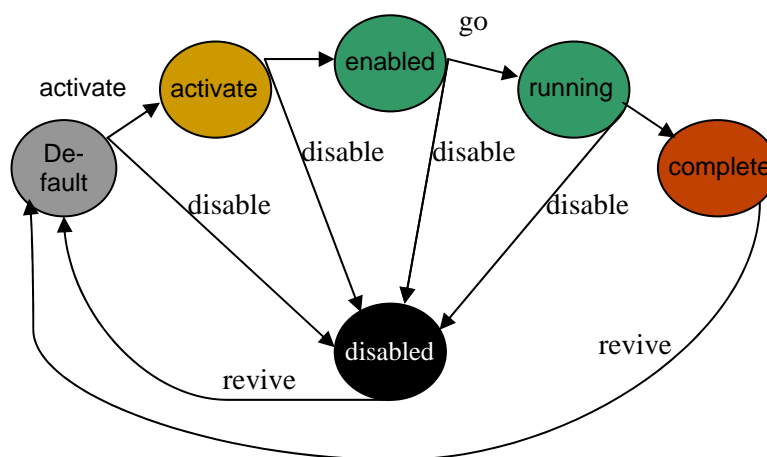 go
enabled
activate
activate
running
disable
disable
De-
fault
complete
disable
disable
disabled
revive
revive